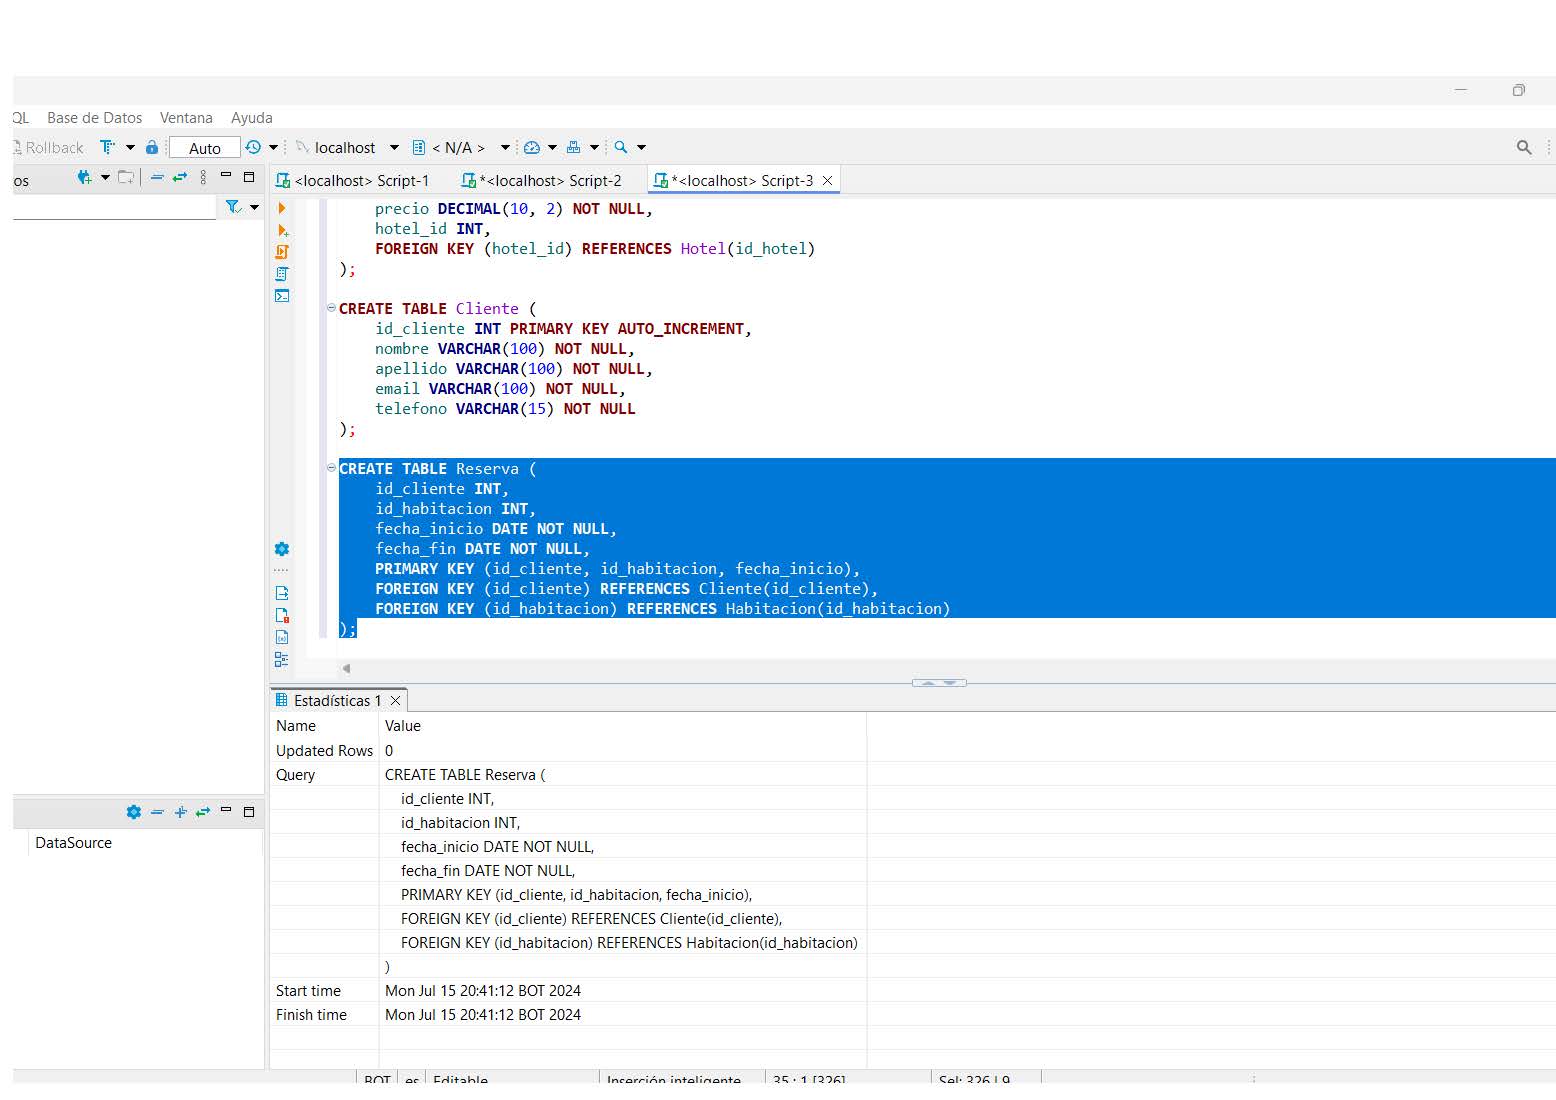 QL Base de Datos Ventana Ayuda
Rollback Auto localhost < N/A >
os
<localhost> Script-1 *<localhost> Script-2 *<localhost> Script-3
precio DECIMAL(10, 2) NOT NULL,
hotel_id INT,
FOREIGN KEY (hotel_id) REFERENCES Hotel(id_hotel)
);
CREATE TABLE Cliente (
id_cliente INT PRIMARY KEY AUTO_INCREMENT,
nombre VARCHAR(100) NOT NULL,
apellido VARCHAR(100) NOT NULL,
email VARCHAR(100) NOT NULL,
telefono VARCHAR(15) NOT NULL
);
CREATE TABLE Reserva (
id_cliente INT,
id_habitacion INT,
fecha_inicio DATE NOT NULL,
fecha_fin DATE NOT NULL,
PRIMARY KEY (id_cliente, id_habitacion, fecha_inicio),
FOREIGN KEY (id_cliente) REFERENCES Cliente(id_cliente),
FOREIGN KEY (id_habitacion) REFERENCES Habitacion(id_habitacion)
);
Estadísticas 1
Name Value
Updated Rows 0
Query CREATE TABLE Reserva (
id_cliente INT,
id_habitacion INT,
fecha_inicio DATE NOT NULL,
fecha_fin DATE NOT NULL,
PRIMARY KEY (id_cliente, id_habitacion, fecha_inicio),
FOREIGN KEY (id_cliente) REFERENCES Cliente(id_cliente),
FOREIGN KEY (id_habitacion) REFERENCES Habitacion(id_habitacion)
)
Start time Mon Jul 15 20:41:12 BOT 2024
Finish time Mon Jul 15 20:41:12 BOT 2024
DataSource
BOT es Editable Inserción inteligente 35 : 1 [326] Sel: 326 | 9